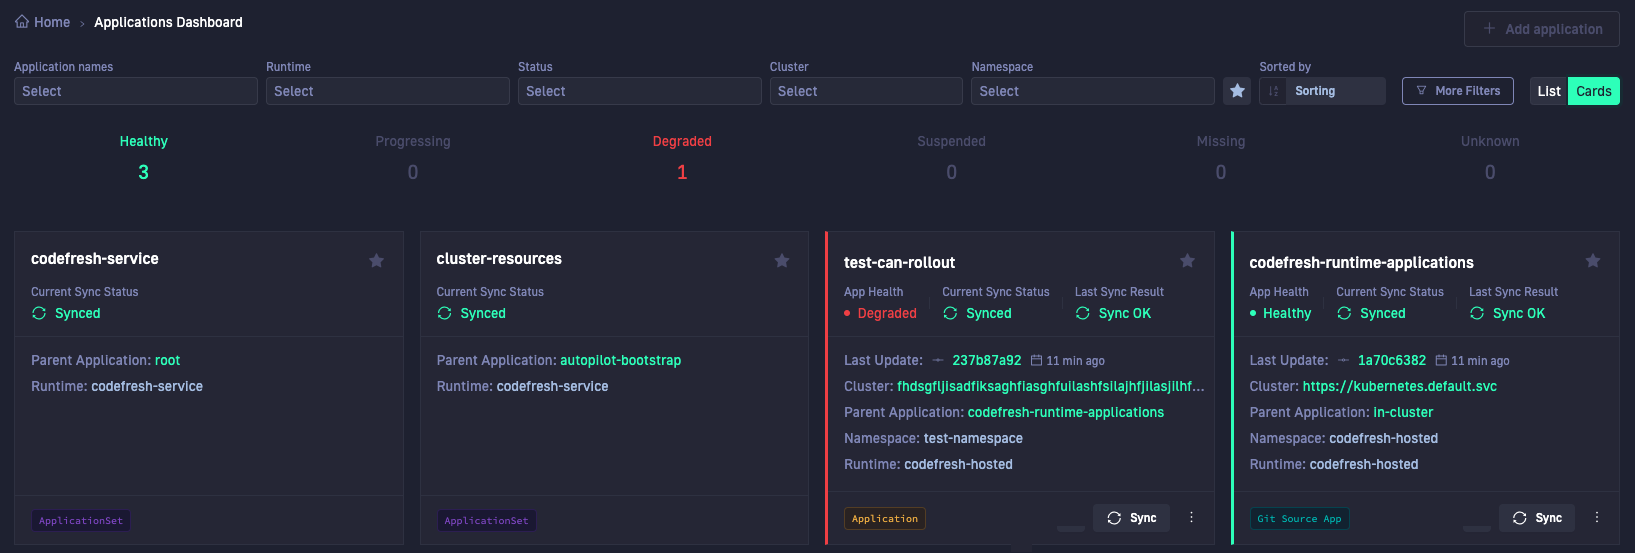 Home › Applications Dashboard
Add application
Application names Runtime Status Cluster Namespace Sorted by
Select Select Select Select Select Sorting More Filters List Cards
Healthy Progressing Degraded Suspended Missing Unknown
3 0 1 0 0 0
codefresh-service
Current Sync Status
Synced
Parent Application: root
Runtime: codefresh-service
ApplicationSet
cluster-resources
Current Sync Status
Synced
Parent Application: autopilot-bootstrap
Runtime: codefresh-service
ApplicationSet
test-can-rollout
App Health Current Sync Status Last Sync Result
Degraded Synced Sync OK
Last Update: 237b87a92 11 min ago
Cluster: fhdsgfljisadfiksaghfiasghfuilashfsilajhfjilasjilhf...
Parent Application: codefresh-runtime-applications
Namespace: test-namespace
Runtime: codefresh-hosted
Application Sync
codefresh-runtime-applications
App Health Current Sync Status Last Sync Result
Healthy Synced Sync OK
Last Update: 1a70c6382 11 min ago
Cluster: https://kubernetes.default.svc
Parent Application: in-cluster
Namespace: codefresh-hosted
Runtime: codefresh-hosted
Git Source App Sync